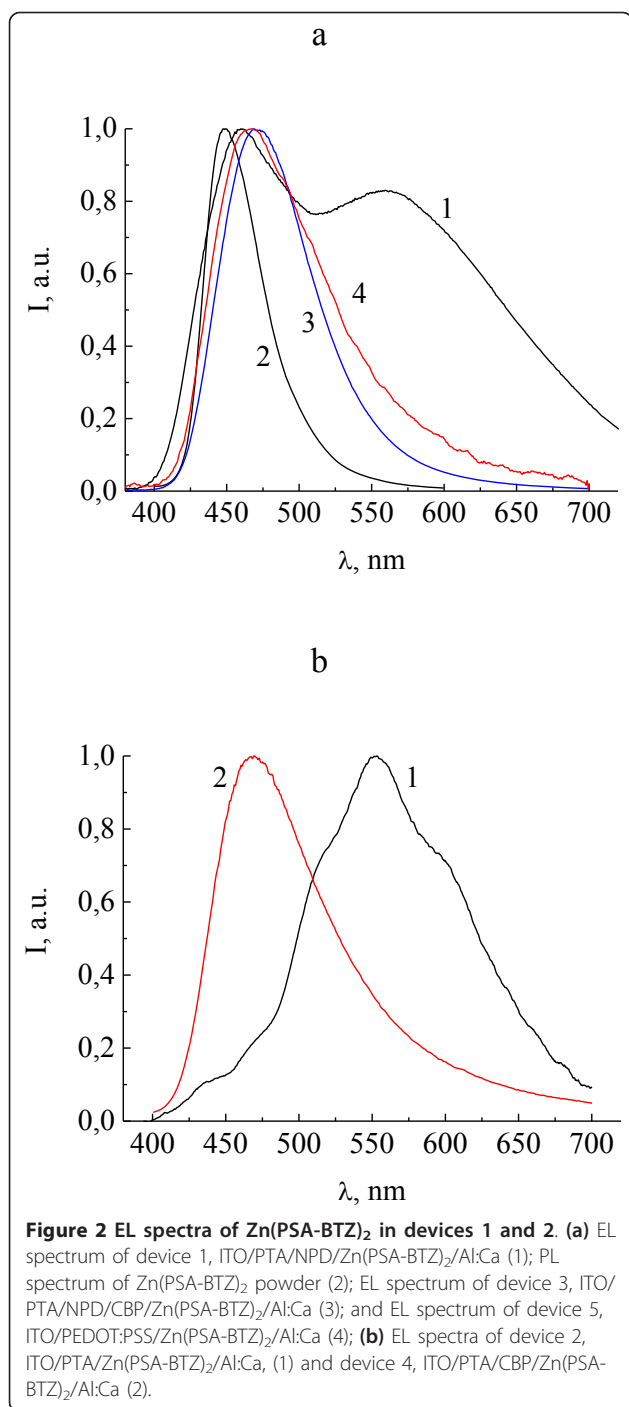 a
1,0
0,8
0,6
0,4
0,2
0,0
I, a.u.
1
2
3
4
400 450 500 550 600 650 700
λ, nm
b
1,0
0,8
0,6
0,4
0,2
0,0
I, a.u.
2
1
400 450 500 550 600 650 700
λ, nm
Figure 2 EL spectra of Zn(PSA-BTZ)₂ in devices 1 and 2. (a) EL
spectrum of device 1, ITO/PTA/NPD/Zn(PSA-BTZ)₂/Al:Ca (1); PL
spectrum of Zn(PSA-BTZ)₂ powder (2); EL spectrum of device 3, ITO/
PTA/NPD/CBP/Zn(PSA-BTZ)₂/Al:Ca (3); and EL spectrum of device 5,
ITO/PEDOT:PSS/Zn(PSA-BTZ)₂/Al:Ca (4); (b) EL spectra of device 2,
ITO/PTA/Zn(PSA-BTZ)₂/Al:Ca, (1) and device 4, ITO/PTA/CBP/Zn(PSA-
BTZ)₂/Al:Ca (2).